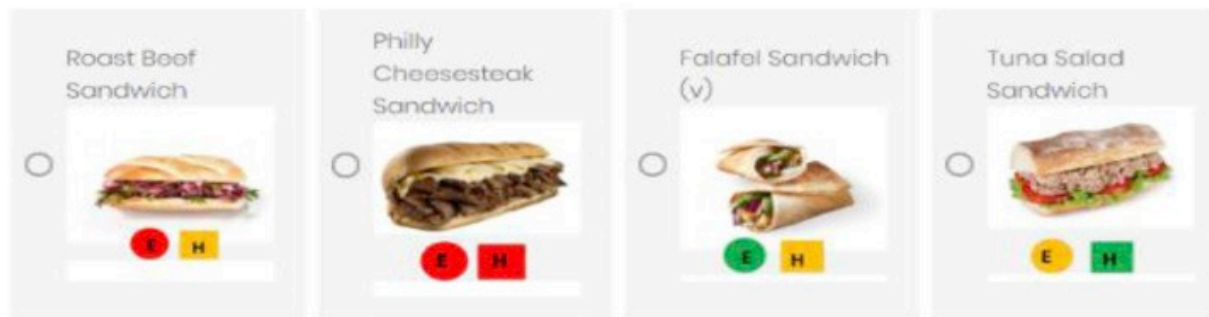 Roast Beef
Sandwich
E H
Philly
Cheesesteak
Sandwich
E H
Falafel Sandwich
(v)
E H
Tuna Salad
Sandwich
E H